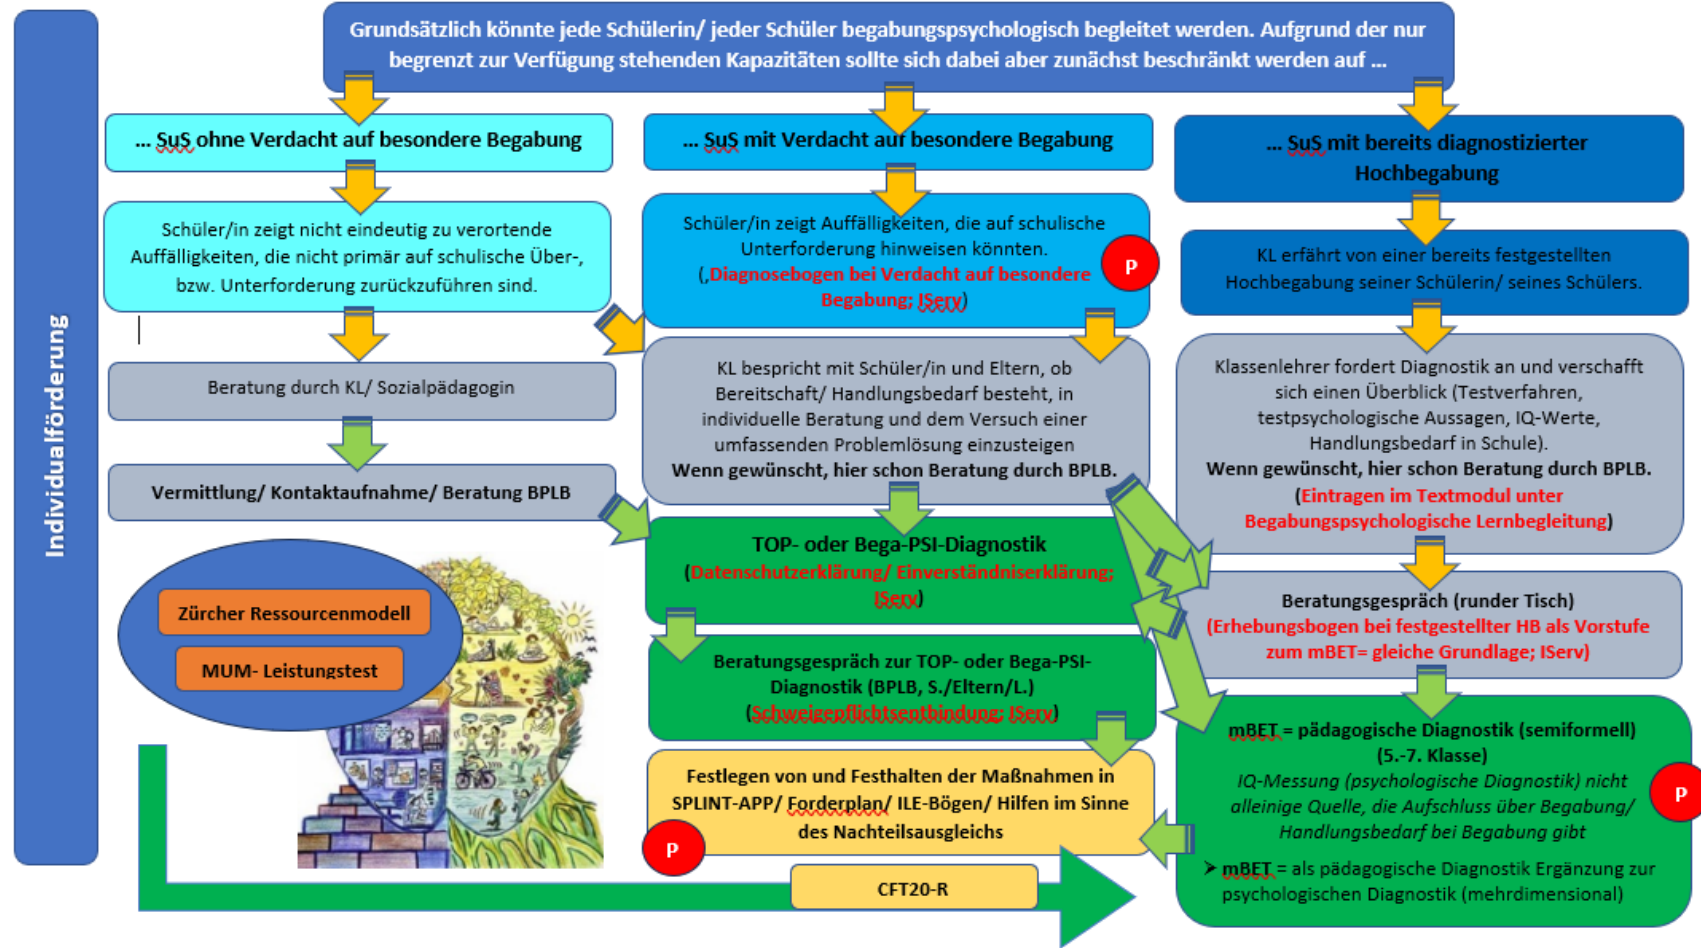 Individualförderung
Grundsätzlich könnte jede Schülerin/ jeder Schüler begabungspsychologisch begleitet werden. Aufgrund der nur
begrenzt zur Verfügung stehenden Kapazitäten sollte sich dabei aber zunächst beschränkt werden auf ...
... SuS ohne Verdacht auf besondere Begabung
Schüler/in zeigt nicht eindeutig zu verortende
Auffälligkeiten, die nicht primär auf schulische Über-,
bzw. Unterforderung zurückzuführen sind.
Beratung durch KL/ Sozialpädagogin
Vermittlung/ Kontaktaufnahme/ Beratung BPLB
Zürcher Ressourcenmodell
MUM- Leistungstest
... SuS mit Verdacht auf besondere Begabung
Schüler/in zeigt Auffälligkeiten, die auf schulische
Unterforderung hinweisen könnten.
(‚Diagnosebogen bei Verdacht auf besondere
Begabung; IServ)
P
KL bespricht mit Schüler/in und Eltern, ob
Bereitschaft/ Handlungsbedarf besteht, in
individuelle Beratung und dem Versuch einer
umfassenden Problemlösung einzusteigen
Wenn gewünscht, hier schon Beratung durch BPLB.
TOP- oder Bega-PSI-Diagnostik
(Datenschutzerklärung/ Einverständniserklärung;
IServ)
Beratungsgespräch zur TOP- oder Bega-PSI-
Diagnostik (BPLB, S./Eltern/L.)
(Schweigepflichtsentbindung; IServ)
Festlegen von und Festhalten der Maßnahmen in
SPLINT-APP/ Forderplan/ ILE-Bögen/ Hilfen im Sinne
des Nachteilsausgleichs
P
CFT20-R
... SuS mit bereits diagnostizierter
Hochbegabung
KL erfährt von einer bereits festgestellten
Hochbegabung seiner Schülerin/ seines Schülers.
Klassenlehrer fordert Diagnostik an und verschafft
sich einen Überblick (Testverfahren,
testpsychologische Aussagen, IQ-Werte,
Handlungsbedarf in Schule).
Wenn gewünscht, hier schon Beratung durch BPLB.
(Eintragen im Textmodul unter
Begabungspsychologische Lernbegleitung)
Beratungsgespräch (runder Tisch)
(Erhebungsbogen bei festgestellter HB als Vorstufe
zum mBET= gleiche Grundlage; IServ)
mBET = pädagogische Diagnostik (semiformell)
(5.-7. Klasse)
IQ-Messung (psychologische Diagnostik) nicht
alleinige Quelle, die Aufschluss über Begabung/
Handlungsbedarf bei Begabung gibt
P
➢ mBET = als pädagogische Diagnostik Ergänzung zur
psychologischen Diagnostik (mehrdimensional)